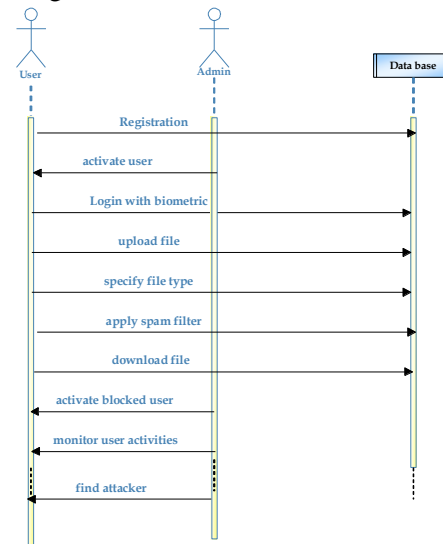 User
Admin
Data base
Registration
activate user
Login with biometric
upload file
specify file type
apply spam filter
download file
activate blocked user
monitor user activities
find attacker